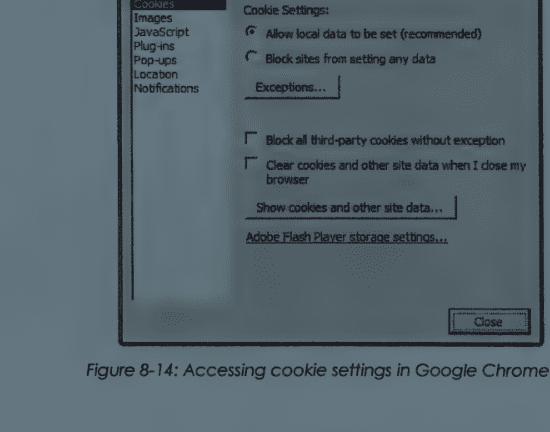 Cookies
Images
JavaScript
Plug-ins
Pop-ups
Location
Notifications
Cookie Settings:
Allow local data to be set (recommended)
Block sites from setting any data
Exceptions...
Block all third-party cookies without exception
Clear cookies and other site data when I close my
browser
Show cookies and other site data...
Adobe Flash Player storage settings...
Close
Figure 8-14: Accessing cookie settings in Google Chrome